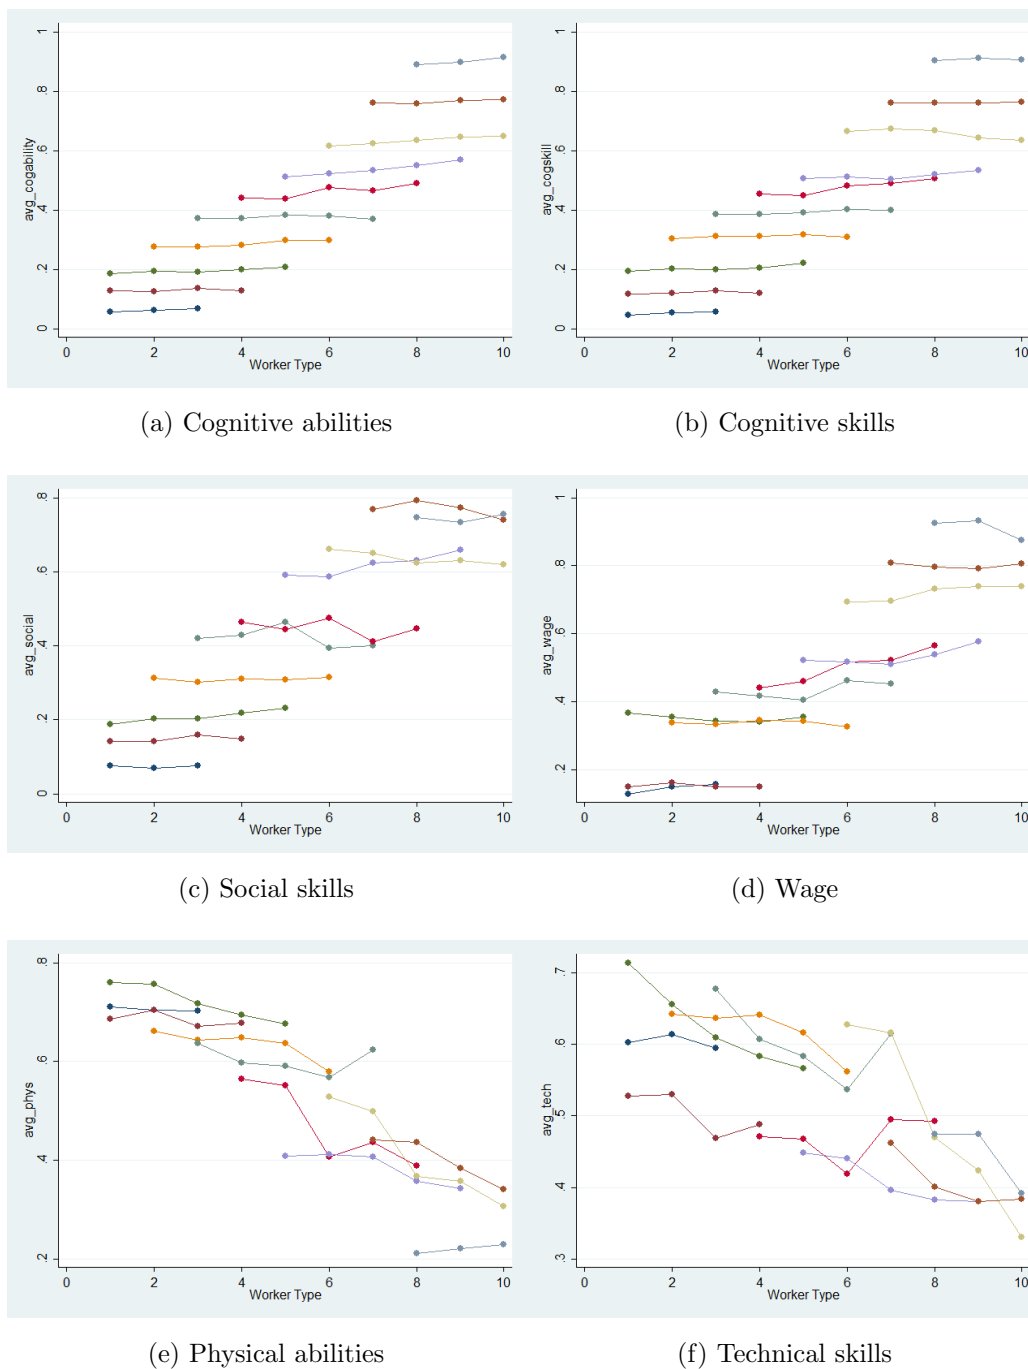 avg_cogability
0 .2 .4 .6 .8 1
0 2 4 6 8 10
Worker Type
(a) Cognitive abilities
avg_cogskill
0 .2 .4 .6 .8 1
0 2 4 6 8 10
Worker Type
(b) Cognitive skills
avg_social
0 .2 .4 .6 .8
0 2 4 6 8 10
Worker Type
(c) Social skills
avg_wage
.2 .4 .6 .8 1
0 2 4 6 8 10
Worker Type
(d) Wage
avg_phys
.2 .4 .6 .8
0 2 4 6 8 10
Worker Type
(e) Physical abilities
avg_tech
.3 .4 .5 .6 .7
0 2 4 6 8 10
Worker Type
(f) Technical skills